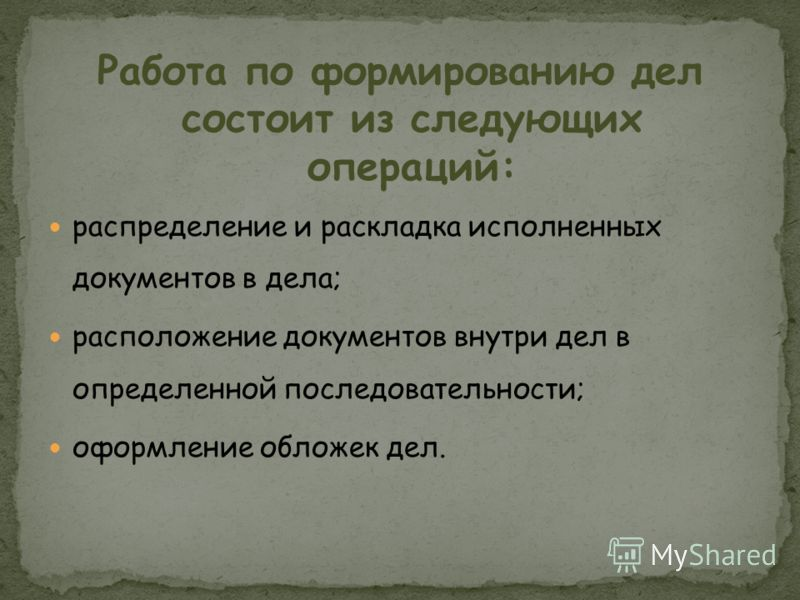 Работа по формированию дел
состоит из следующих
операций:
распределение и раскладка исполненных
документов в дела;
расположение документов внутри дел в
определенной последовательности;
оформление обложек дел.
MyShared